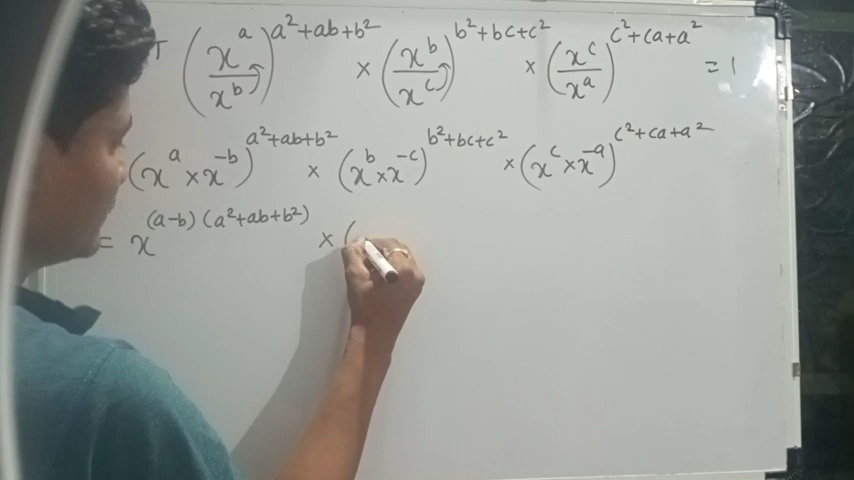 T (x^a/x^b)^(a²+ab+b²) × (x^b/x^c)^(b²+bc+c²) × (x^c/x^a)^(c²+ca+a²) = 1
(x^a × x^-b)^(a²+ab+b²) × (x^b × x^-c)^(b²+bc+c²) × (x^c × x^-a)^(c²+ca+a²)
= x^(a-b)(a²+ab+b²) × (